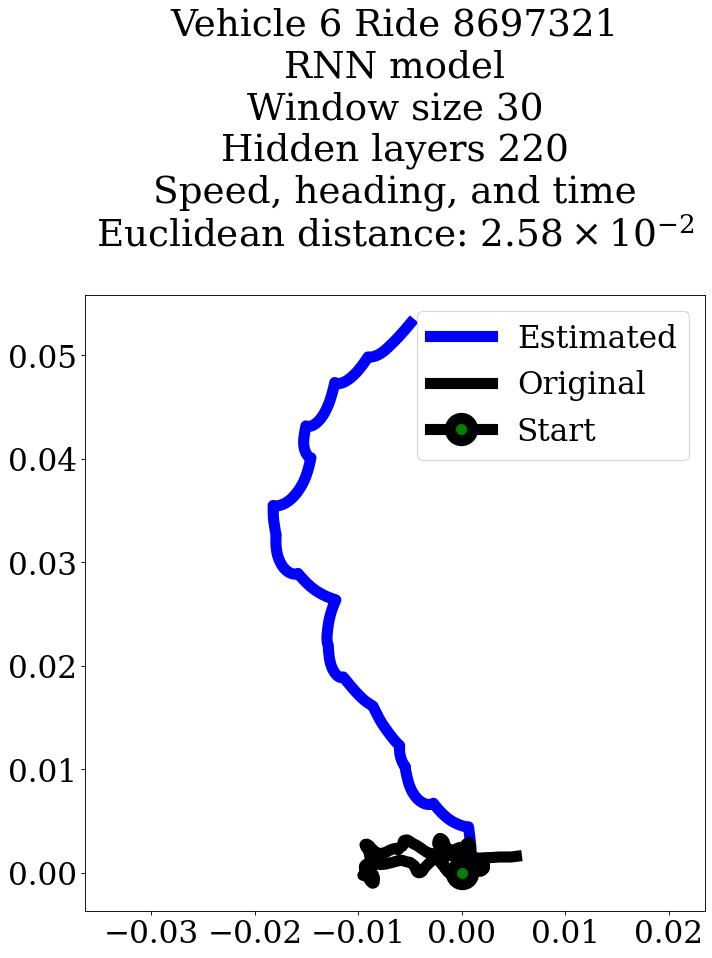 Vehicle 6 Ride 8697321
RNN model
Window size 30
Hidden layers 220
Speed, heading, and time
Euclidean distance: 2.58 × 10⁻²
Estimated
Original
Start
0.05
0.04
0.03
0.02
0.01
0.00
−0.03 −0.02 −0.01 0.00 0.01 0.02